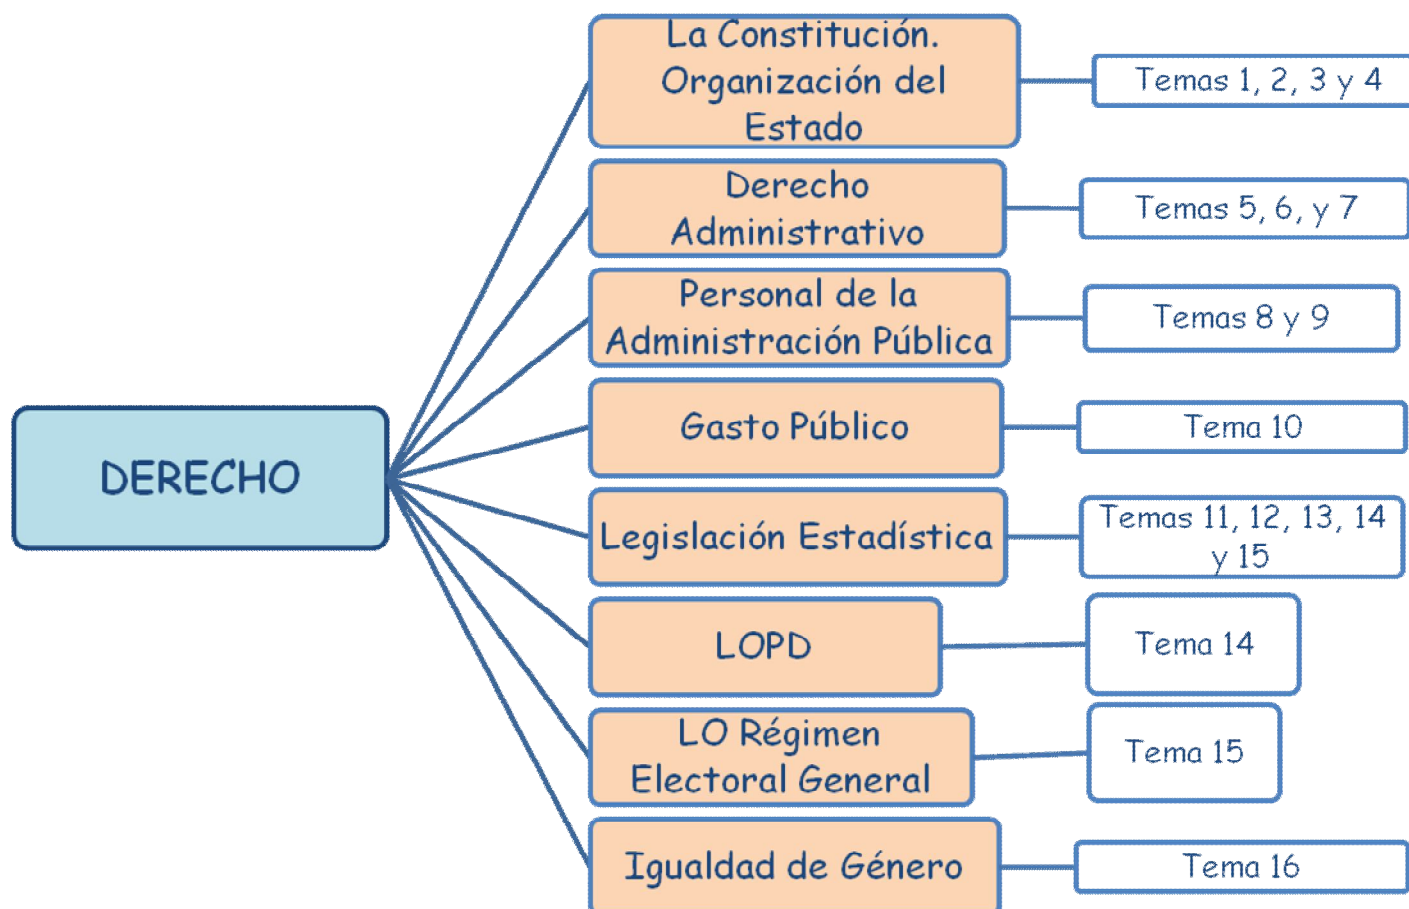 La Constitución.
Organización del
Estado
Temas 1, 2, 3 y 4
Derecho
Administrativo
Temas 5, 6, y 7
Personal de la
Administración Pública
Temas 8 y 9
DERECHO
Gasto Público
Tema 10
Legislación Estadística
Temas 11, 12, 13, 14
y 15
LOPD
Tema 14
LO Régimen
Electoral General
Tema 15
Igualdad de Género
Tema 16